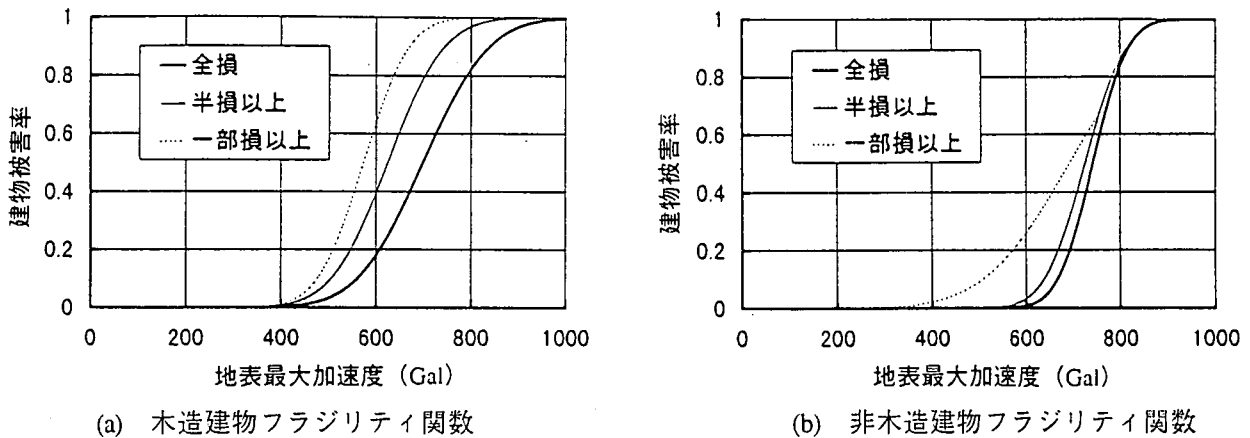 1
0.8
0.6
0.4
0.2
0
建物被害率
全損
半損以上
一部損以上
0 200 400 600 800 1000
地表最大加速度（Gal）
(a) 木造建物フラジリティ関数
1
0.8
0.6
0.4
0.2
0
建物被害率
全損
半損以上
一部損以上
0 200 400 600 800 1000
地表最大加速度（Gal）
(b) 非木造建物フラジリティ関数